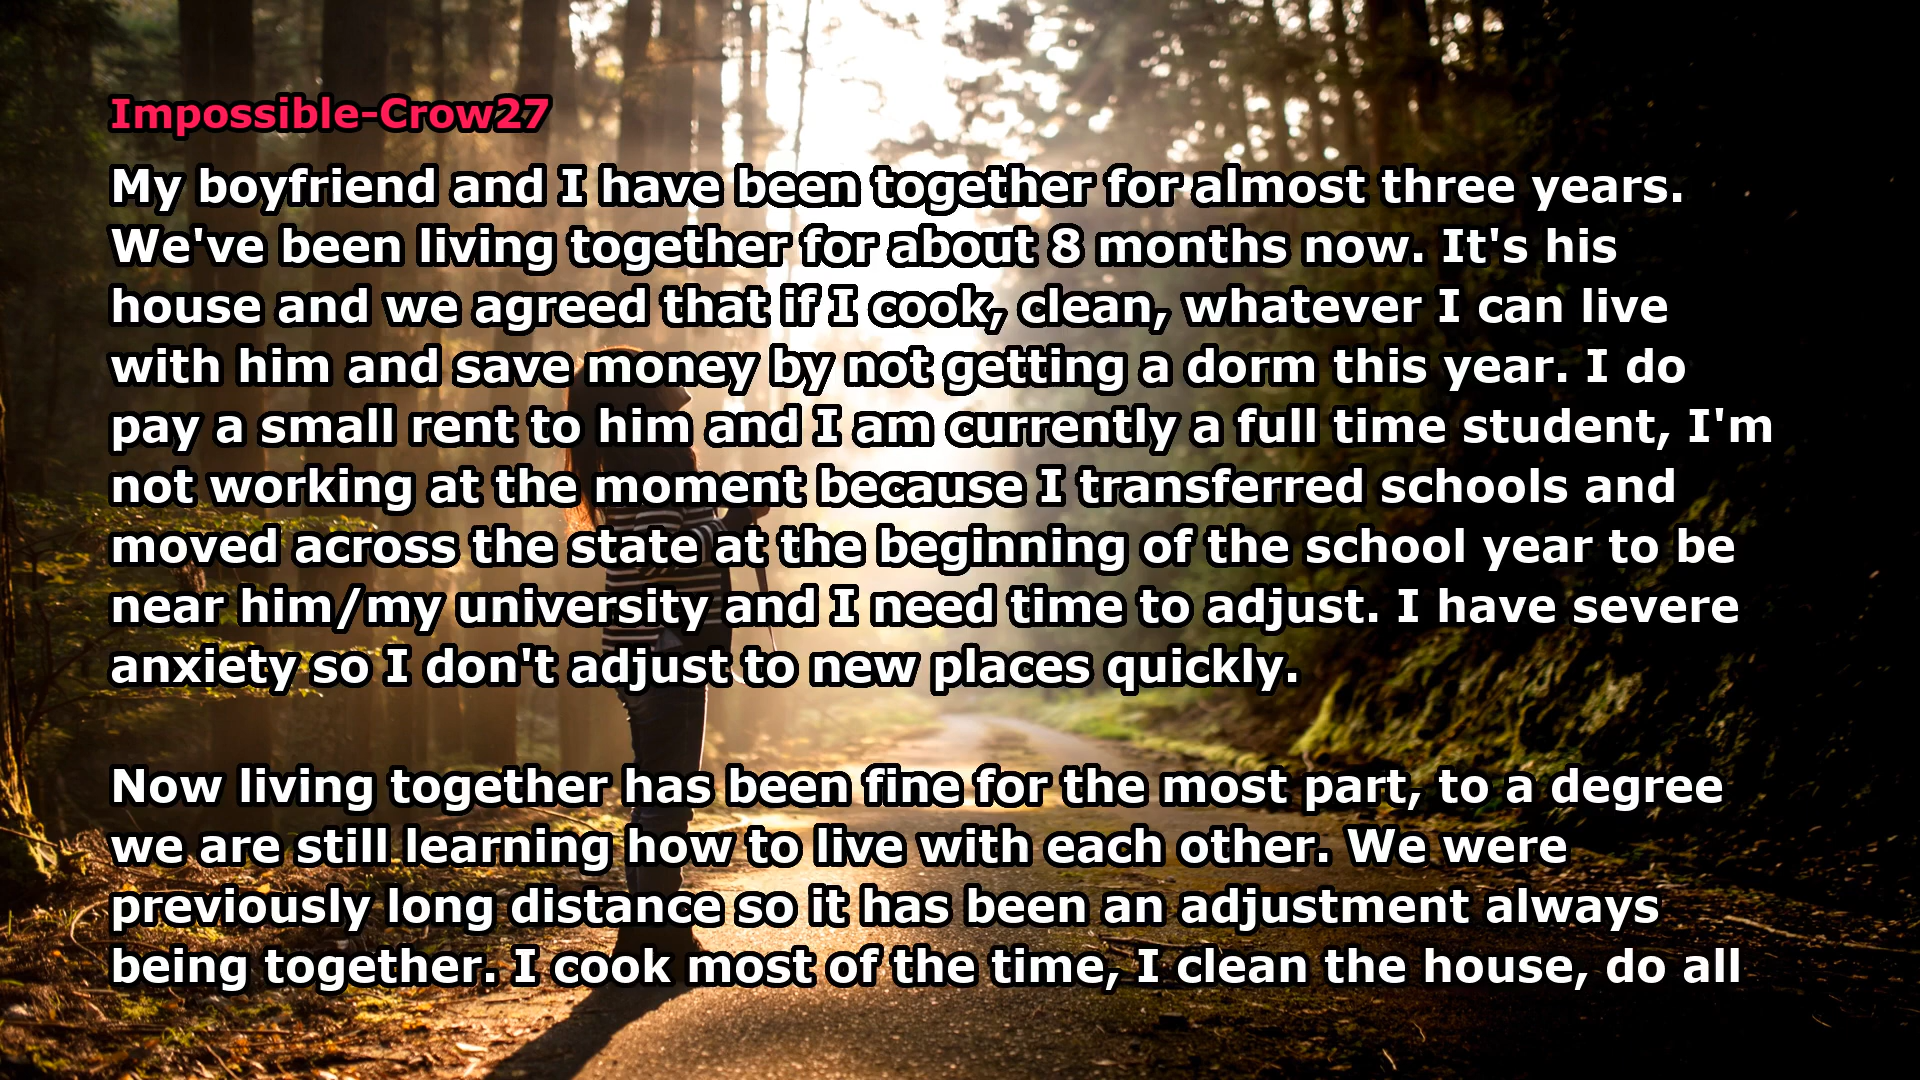 Impossible-Crow27
My boyfriend and I have been together for almost three years.
We've been living together for about 8 months now. It's his
house and we agreed that if I cook, clean, whatever I can live
with him and save money by not getting a dorm this year. I do
pay a small rent to him and I am currently a full time student, I'm
not working at the moment because I transferred schools and
moved across the state at the beginning of the school year to be
near him/my university and I need time to adjust. I have severe
anxiety so I don't adjust to new places quickly.
Now living together has been fine for the most part, to a degree
we are still learning how to live with each other. We were
previously long distance so it has been an adjustment always
being together. I cook most of the time, I clean the house, do all